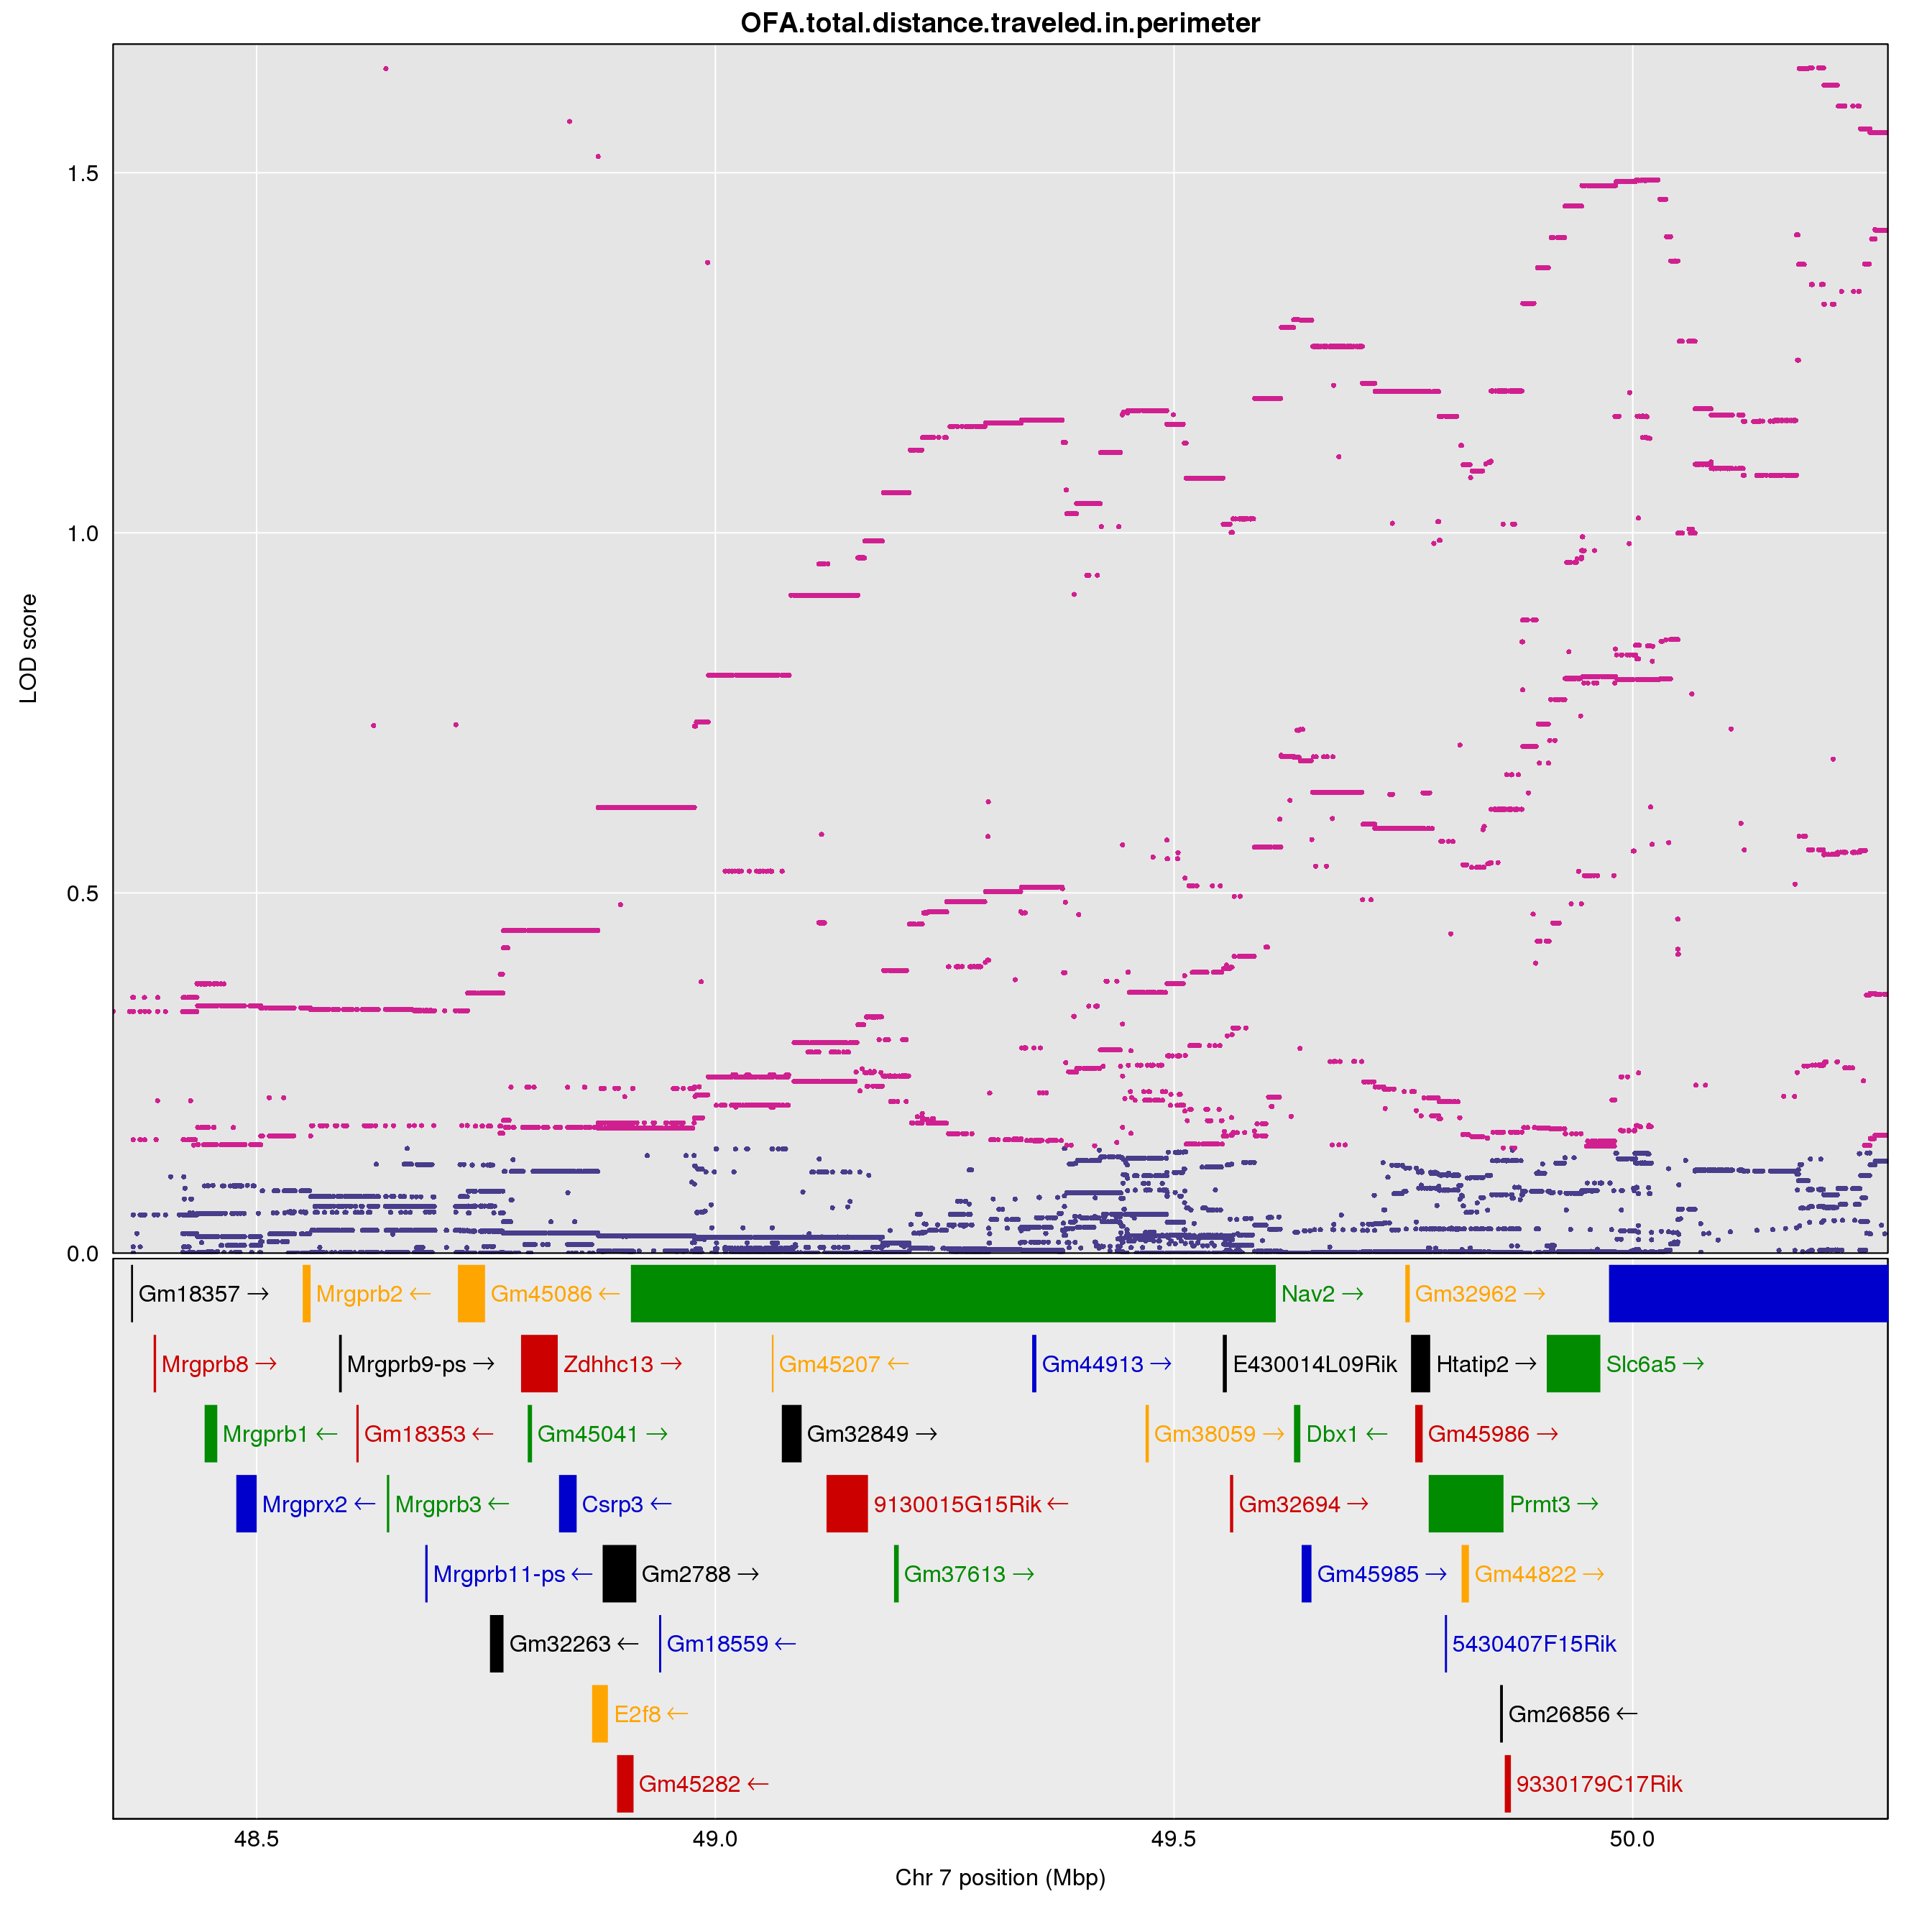 OFA.total.distance.traveled.in.perimeter
1.5
1.0
0.5
0.0
LOD score
Gm18357 → Mrgprb2 ← Gm45086 ← Nav2 → Gm32962 →
Mrgprb8 → Mrgprb9-ps → Zdhhc13 → Gm45207 ← Gm44913 → E430014L09Rik Htatip2 → Slc6a5 →
Mrgprb1 ← Gm18353 ← Gm45041 → Gm32849 → Gm38059 → Dbx1 ← Gm45986 →
Mrgprx2 ← Mrgprb3 ← Csrp3 ← 9130015G15Rik ← Gm32694 → Prmt3 →
Mrgprb11-ps ← Gm2788 → Gm37613 → Gm45985 → Gm44822 →
Gm32263 ← Gm18559 ← 5430407F15Rik
E2f8 ← Gm26856 ←
Gm45282 ← 9330179C17Rik
48.5 49.0 49.5 50.0
Chr 7 position (Mbp)